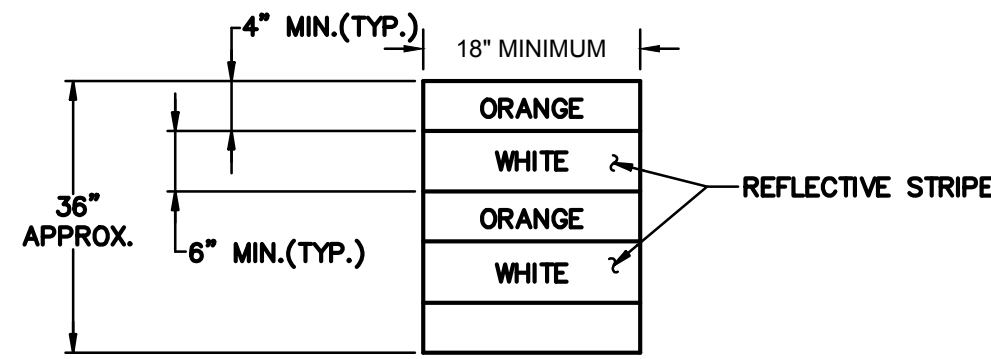 4" MIN.(TYP.)
18" MINIMUM
ORANGE
WHITE
REFLECTIVE STRIPE
36"
APPROX.
ORANGE
6" MIN.(TYP.)
WHITE